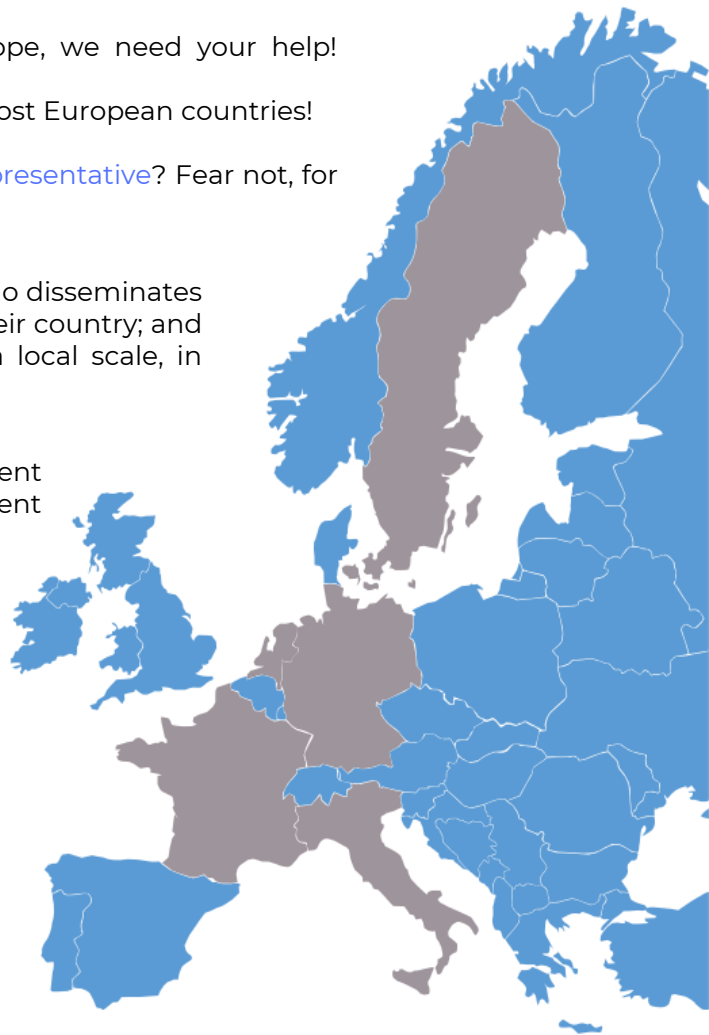 ope, we need your help!
ost European countries!
presentative? Fear not, for
o disseminates
eir country; and
local scale, in
ent
ent